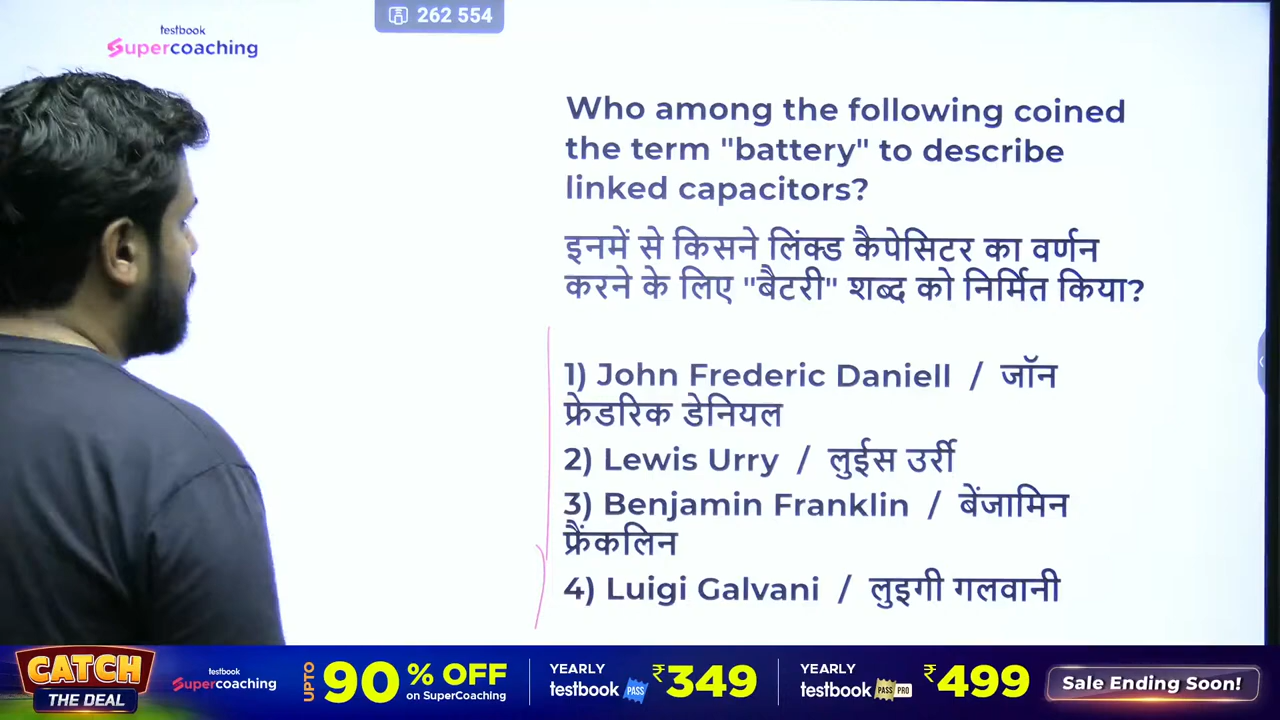 262 554
testbook
Supercoaching
Who among the following coined
the term "battery" to describe
linked capacitors?
इनमें से किसने लिंक्ड कैपेसिटर का वर्णन
करने के लिए "बैटरी" शब्द को निर्मित किया?
1) John Frederic Daniell / जॉन
फ्रेडरिक डेनियल
2) Lewis Urry / लुईस उर्री
3) Benjamin Franklin / बेंजामिन
फ्रैंकलिन
4) Luigi Galvani / लुइगी गलवानी
CATCH
THE DEAL
testbook
Supercoaching
UPTO 90% OFF
on SuperCoaching
YEARLY
testbook PASS
₹349
YEARLY
testbook PASS PRO
₹499
Sale Ending Soon!